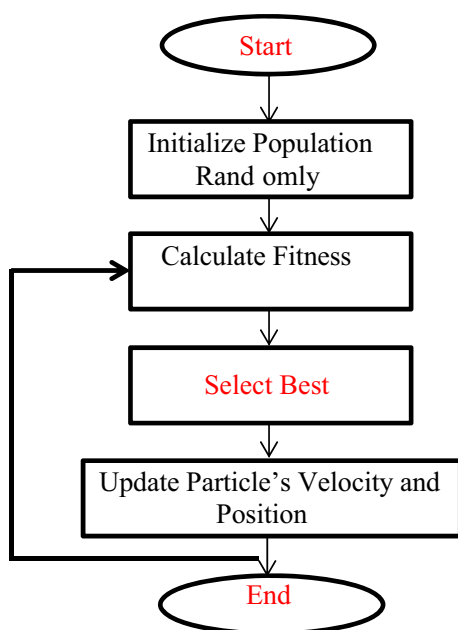 Start
Initialize Population
Rand omly
Calculate Fitness
Select Best
Update Particle’s Velocity and
Position
End